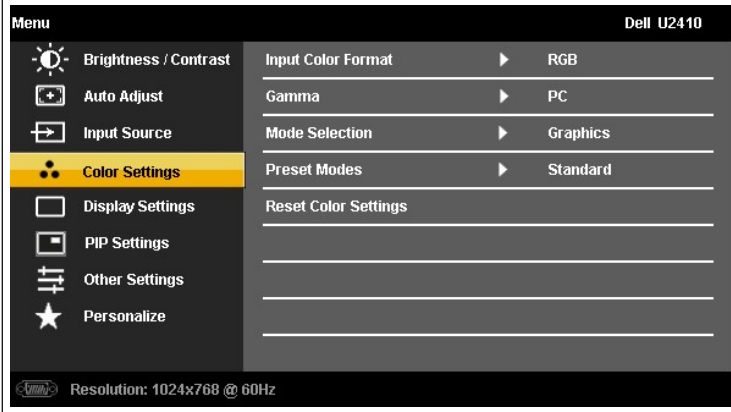 Menu Dell U2410
Brightness / Contrast Input Color Format RGB
Auto Adjust Gamma PC
Input Source Mode Selection Graphics
Color Settings Preset Modes Standard
Display Settings Reset Color Settings
PIP Settings
Other Settings
Personalize
Resolution: 1024x768 @ 60Hz